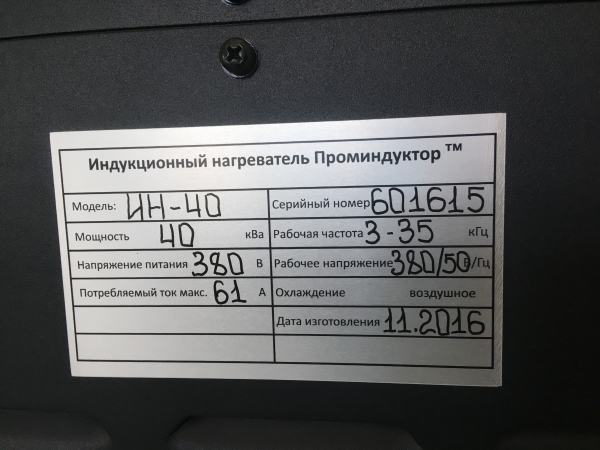 Индукционный нагреватель Проминдуктор ™
Модель: ИН-40 Серийный номер 601615
Мощность 40 кВа Рабочая частота 3-35 кГц
Напряжение питания 380 В Рабочее напряжение 380/50 В/Гц
Потребляемый ток макс. 61 А Охлаждение воздушное
Дата изготовления 11.2016